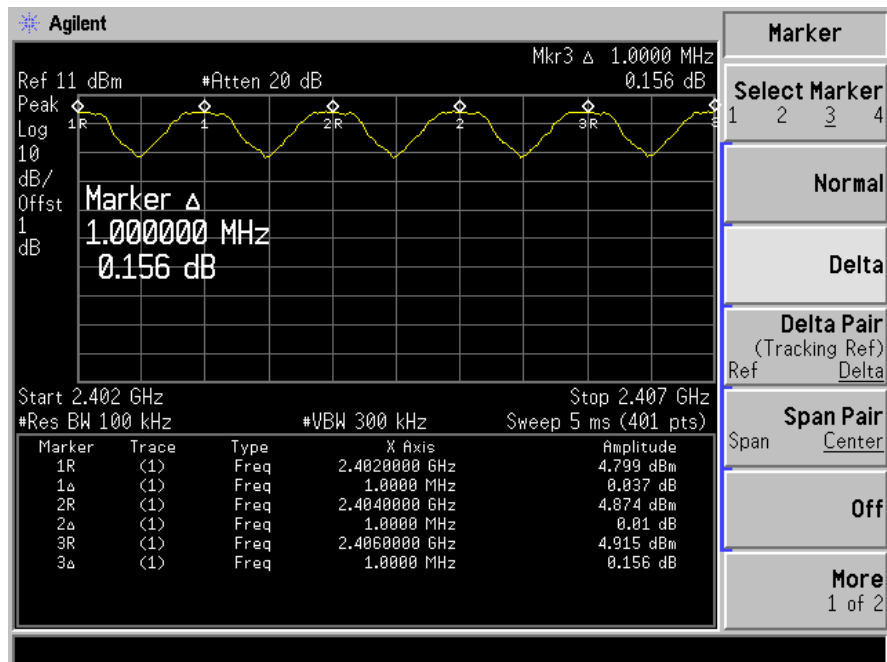 Agilent
Marker
Mkr3 Δ 1.0000 MHz
Ref 11 dBm #Atten 20 dB 0.156 dB
Peak
Log
10
dB/
Offst
1
dB
1R 1 2R 2 3R 3
Marker Δ
1.000000 MHz
0.156 dB
Start 2.402 GHz Stop 2.407 GHz
#Res BW 100 kHz #VBW 300 kHz Sweep 5 ms (401 pts)
Marker Trace Type X Axis Amplitude
1R (1) Freq 2.4020000 GHz 4.799 dBm
1Δ (1) Freq 1.0000 MHz 0.037 dB
2R (1) Freq 2.4040000 GHz 4.874 dBm
2Δ (1) Freq 1.0000 MHz 0.01 dB
3R (1) Freq 2.4060000 GHz 4.915 dBm
3Δ (1) Freq 1.0000 MHz 0.156 dB
Select Marker
1 2 3 4
Normal
Delta
Delta Pair
(Tracking Ref)
Ref Delta
Span Pair
Span Center
Off
More
1 of 2